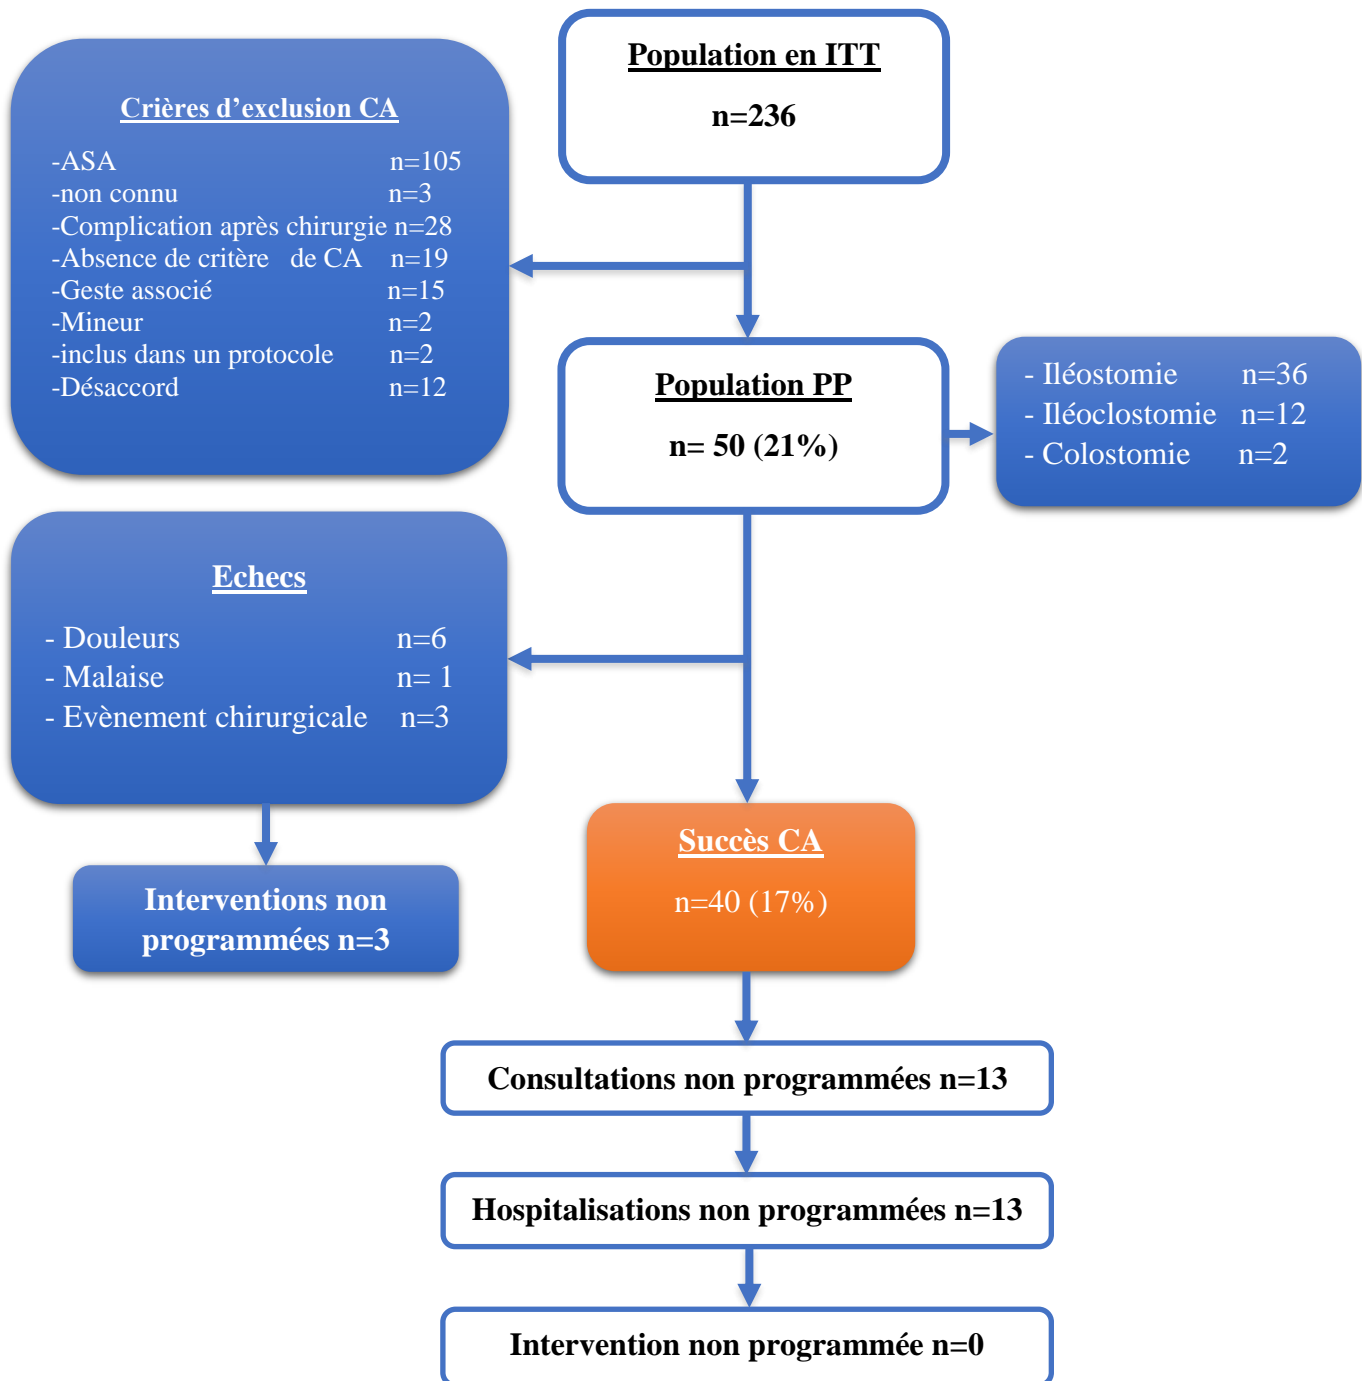 Population en ITT
n=236
Crières d'exclusion CA
-ASA n=105
-non connu n=3
-Complication après chirurgie n=28
-Absence de critère de CA n=19
-Geste associé n=15
-Mineur n=2
-inclus dans un protocole n=2
-Désaccord n=12
Population PP
n= 50 (21%)
- Iléostomie n=36
- Iléoclostomie n=12
- Colostomie n=2
Echecs
- Douleurs n=6
- Malaise n= 1
- Evènement chirurgicale n=3
Interventions non
programmées n=3
Succès CA
n=40 (17%)
Consultations non programmées n=13
Hospitalisations non programmées n=13
Intervention non programmée n=0